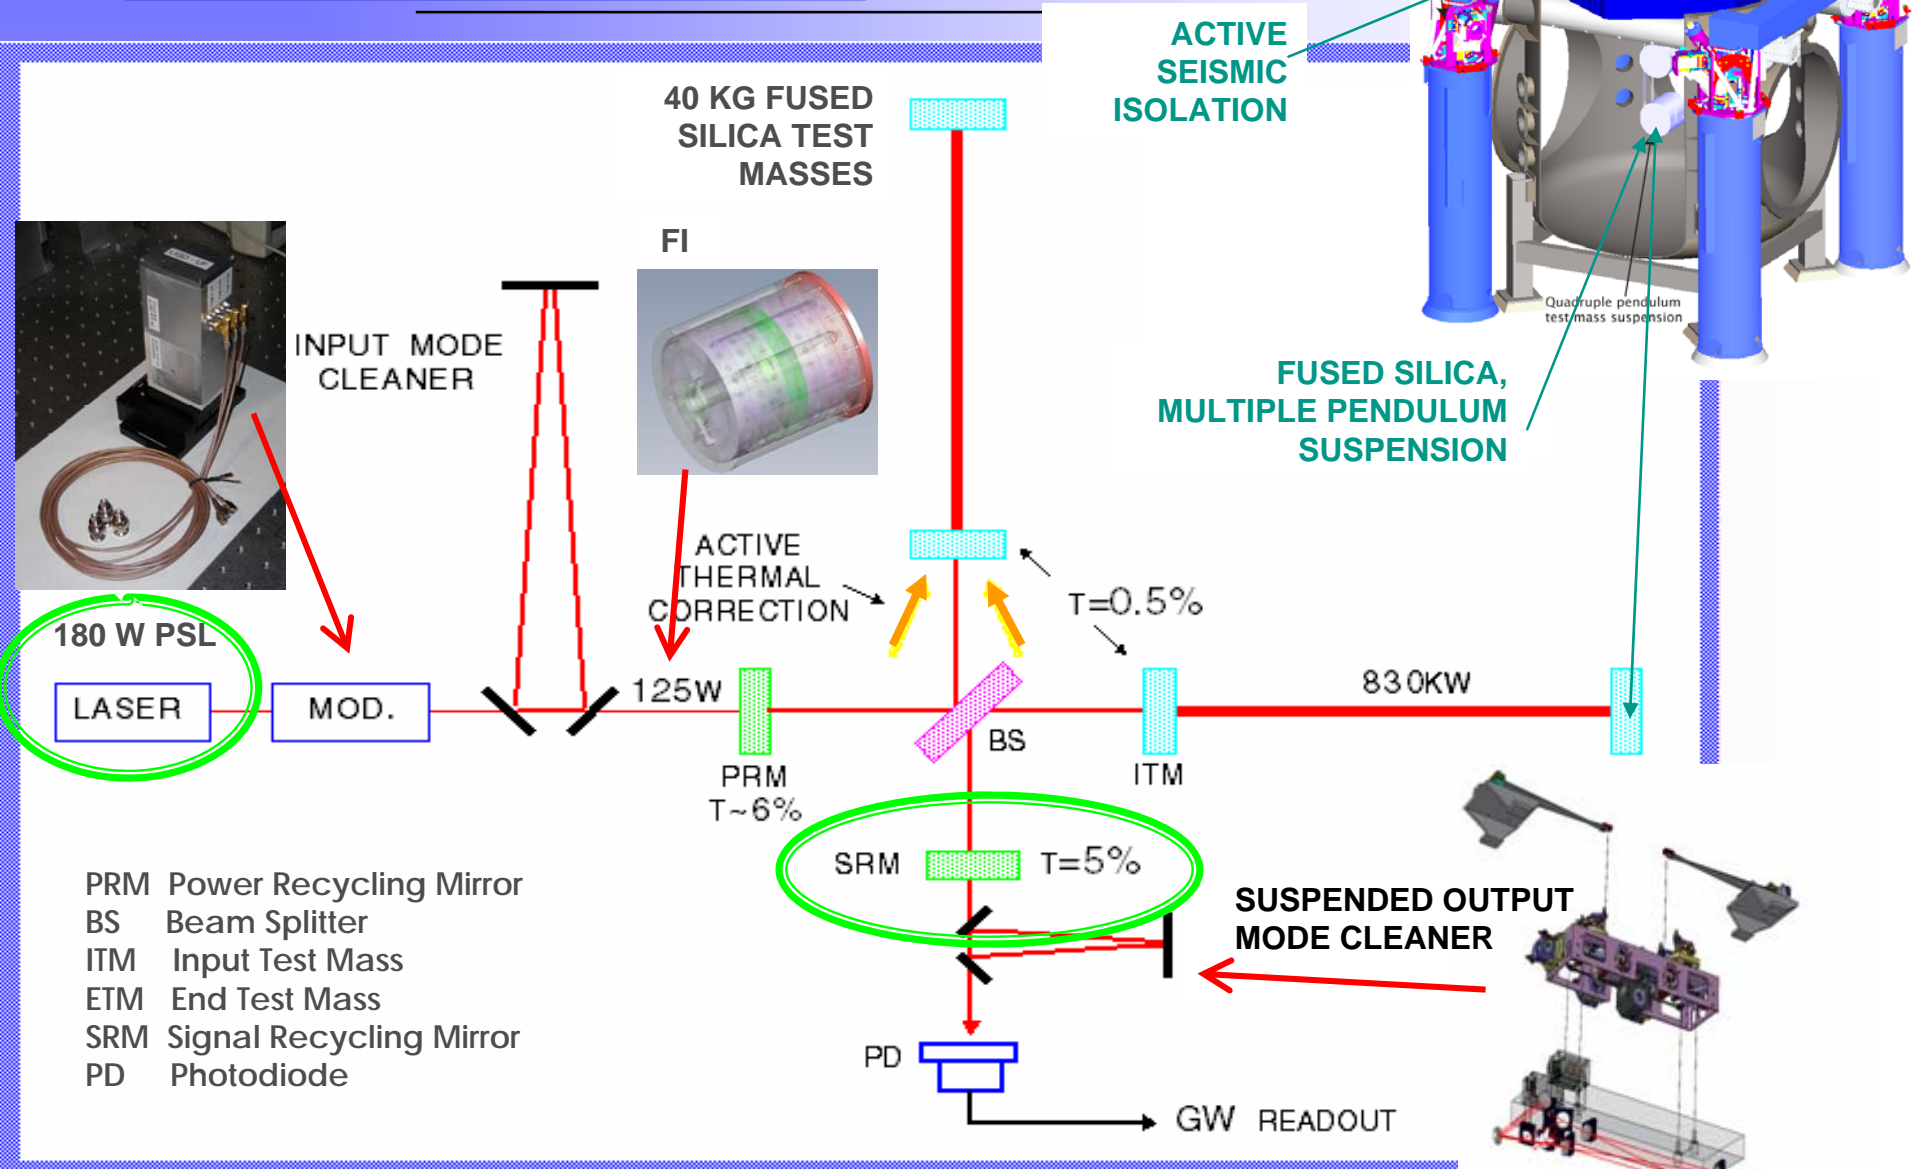 ACTIVE
SEISMIC
ISOLATION
40 KG FUSED
SILICA TEST
MASSES
FI
INPUT MODE
CLEANER
Quadruple pendulum
test mass suspension
FUSED SILICA,
MULTIPLE PENDULUM
SUSPENSION
ACTIVE
THERMAL
CORRECTION
T=0.5%
180 W PSL
LASER
MOD.
125W
830KW
BS
PRM
T~6%
ITM
SRM
T=5%
PRM Power Recycling Mirror
BS Beam Splitter
ITM Input Test Mass
ETM End Test Mass
SRM Signal Recycling Mirror
PD Photodiode
SUSPENDED OUTPUT
MODE CLEANER
PD
GW READOUT